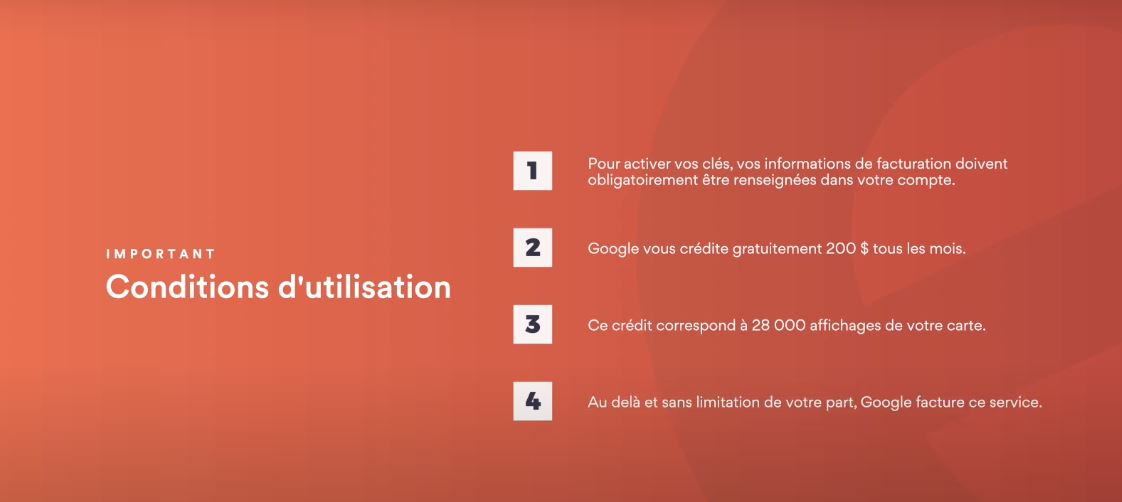 IMPORTANT
Conditions d'utilisation
1
Pour activer vos clés, vos informations de facturation doivent
obligatoirement être renseignées dans votre compte.
2
Google vous crédite gratuitement 200 $ tous les mois.
3
Ce crédit correspond à 28 000 affichages de votre carte.
4
Au delà et sans limitation de votre part, Google facture ce service.